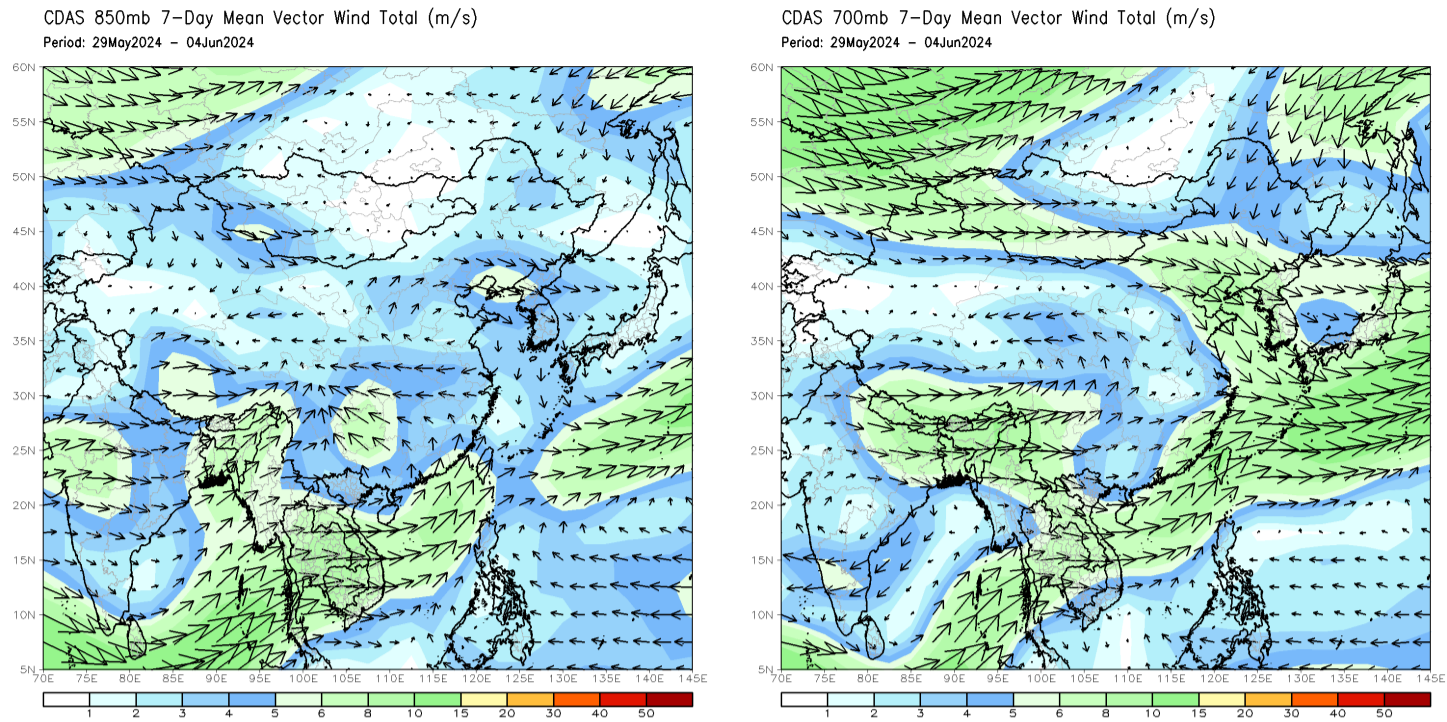 CDAS 850mb 7-Day Mean Vector Wind Total (m/s)
Period: 29May2024 - 04Jun2024
60N
55N
50N
45N
40N
35N
30N
25N
20N
15N
10N
5N
70E 75E 80E 85E 90E 95E 100E 105E 110E 115E 120E 125E 130E 135E 140E 145E
1 2 3 4 5 6 8 10 15 20 30 40 50
CDAS 700mb 7-Day Mean Vector Wind Total (m/s)
Period: 29May2024 - 04Jun2024
60N
55N
50N
45N
40N
35N
30N
25N
20N
15N
10N
5N
70E 75E 80E 85E 90E 95E 100E 105E 110E 115E 120E 125E 130E 135E 140E 145E
1 2 3 4 5 6 8 10 15 20 30 40 50